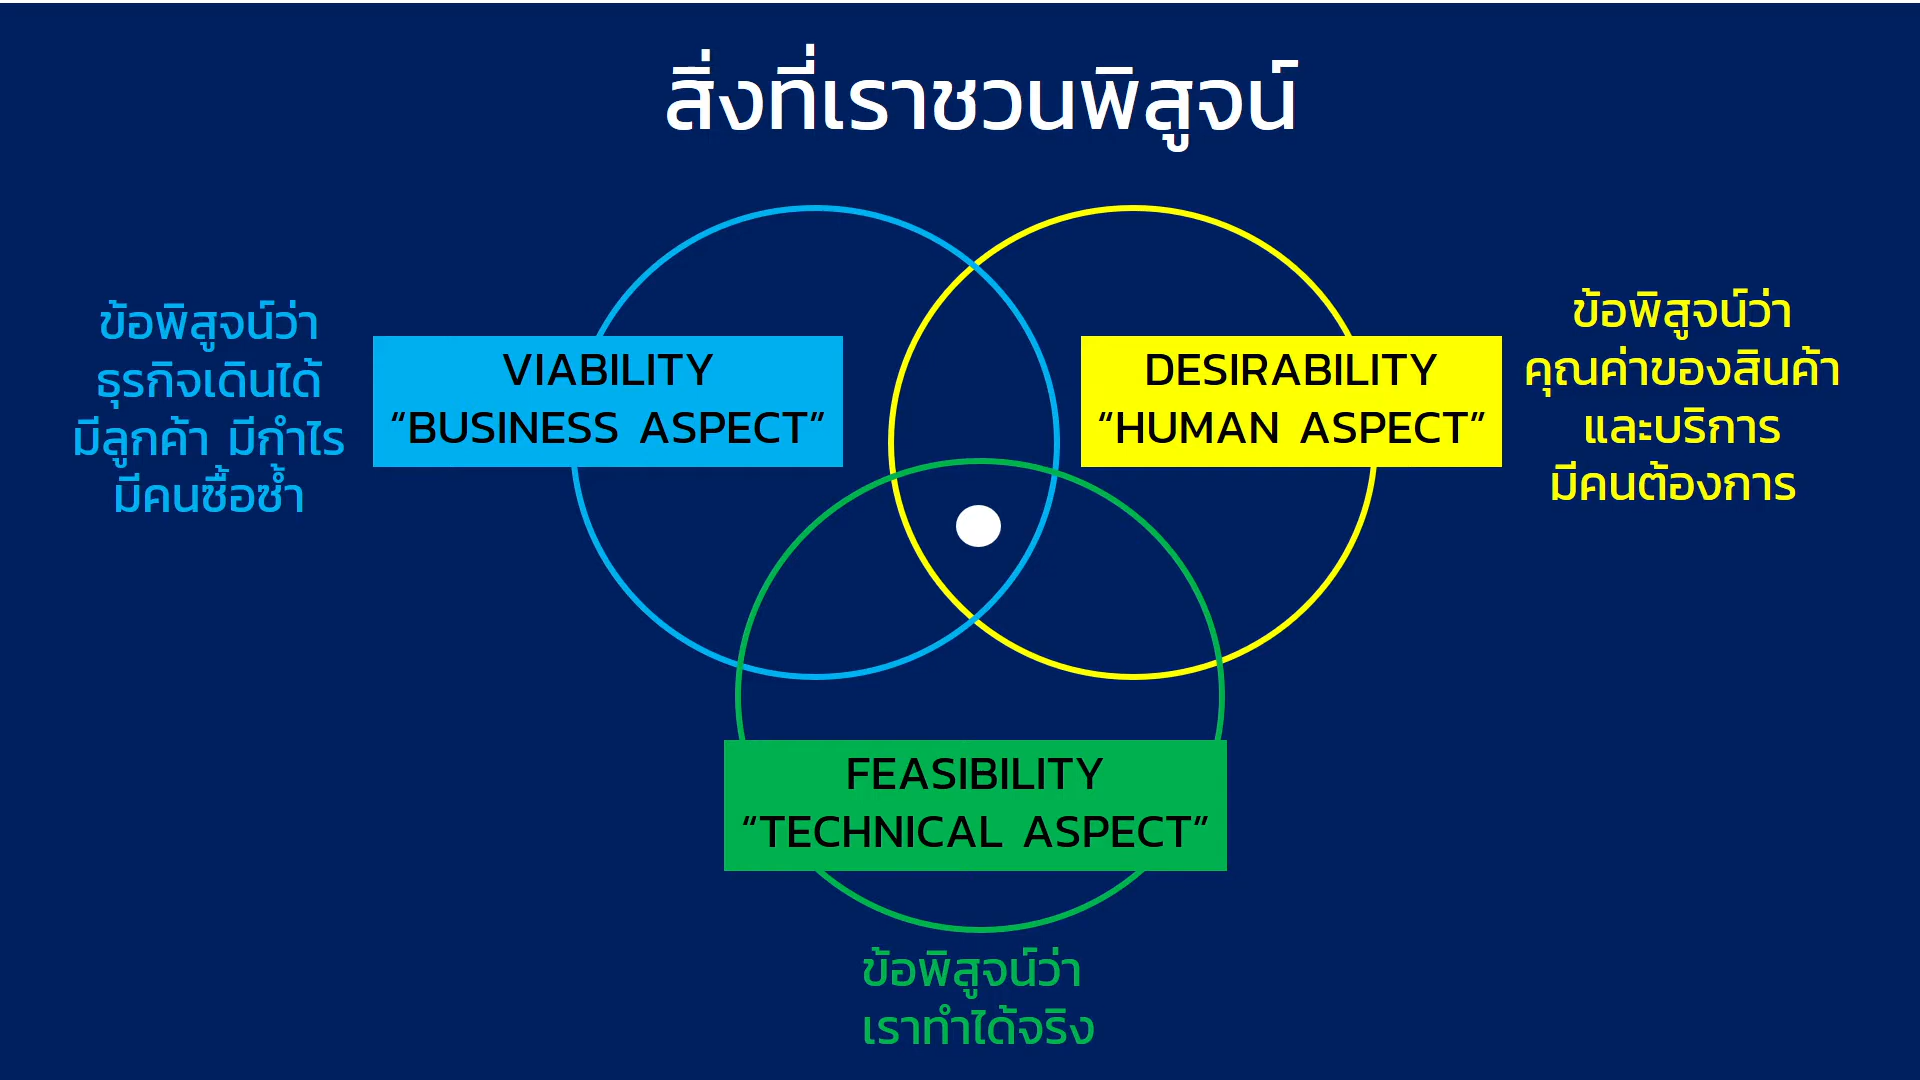 สิ่งที่เราชวนพิสูจน์
ข้อพิสูจน์ว่า
ธุรกิจเดินได้
มีลูกค้า มีกำไร
มีคนซื้อซ้ำ
VIABILITY
“BUSINESS ASPECT”
DESIRABILITY
“HUMAN ASPECT”
ข้อพิสูจน์ว่า
คุณค่าของสินค้า
และบริการ
มีคนต้องการ
FEASIBILITY
“TECHNICAL ASPECT”
ข้อพิสูจน์ว่า
เราทำได้จริง